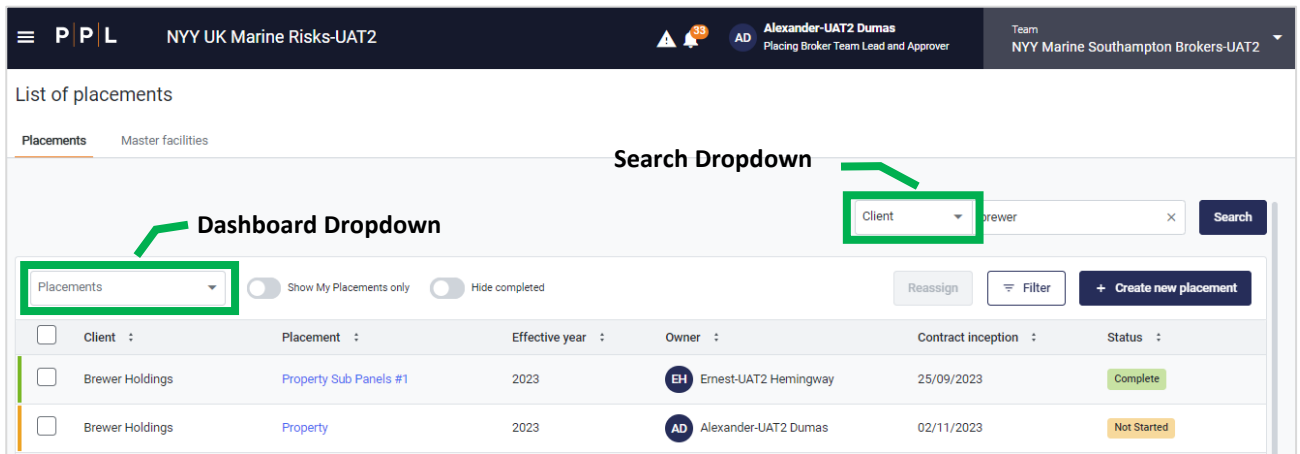 PPL NYY UK Marine Risks-UAT2 33 AD Alexander-UAT2 Dumas Team
Placing Broker Team Lead and Approver NYY Marine Southampton Brokers-UAT2
List of placements
Placements Master facilities
Search Dropdown
Client brewer × Search
Dashboard Dropdown
Placements Show My Placements only Hide completed Reassign Filter + Create new placement
Client Placement Effective year Owner Contract inception Status
Brewer Holdings Property Sub Panels #1 2023 EH Ernest-UAT2 Hemingway 25/09/2023 Complete
Brewer Holdings Property 2023 AD Alexander-UAT2 Dumas 02/11/2023 Not Started